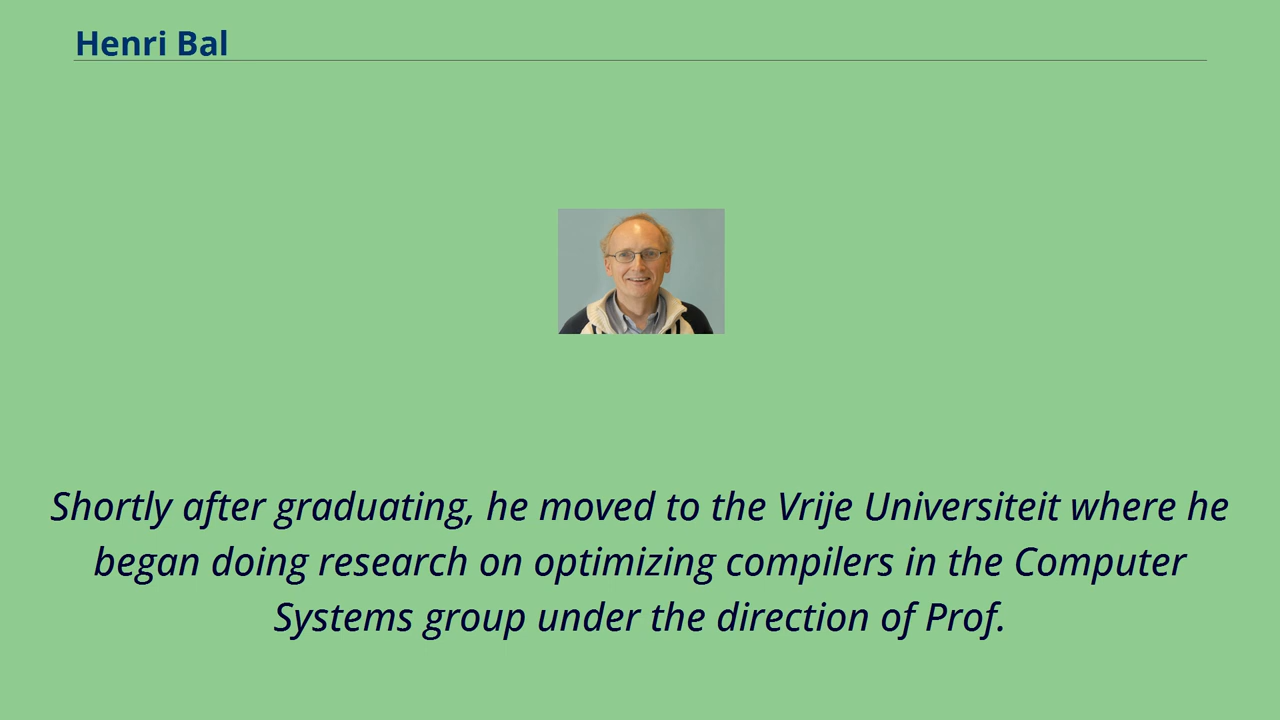 Henri Bal
Shortly after graduating, he moved to the Vrije Universiteit where he
began doing research on optimizing compilers in the Computer
Systems group under the direction of Prof.